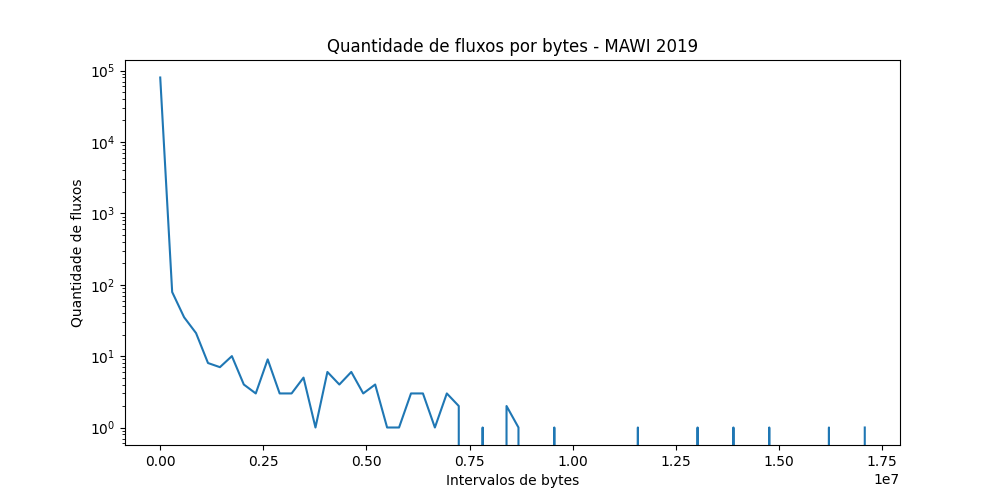 Quantidade de fluxos por bytes - MAWI 2019
Quantidade de fluxos
10^5
10^4
10^3
10^2
10^1
10^0
0.00 0.25 0.50 0.75 1.00 1.25 1.50 1.75
1e7
Intervalos de bytes